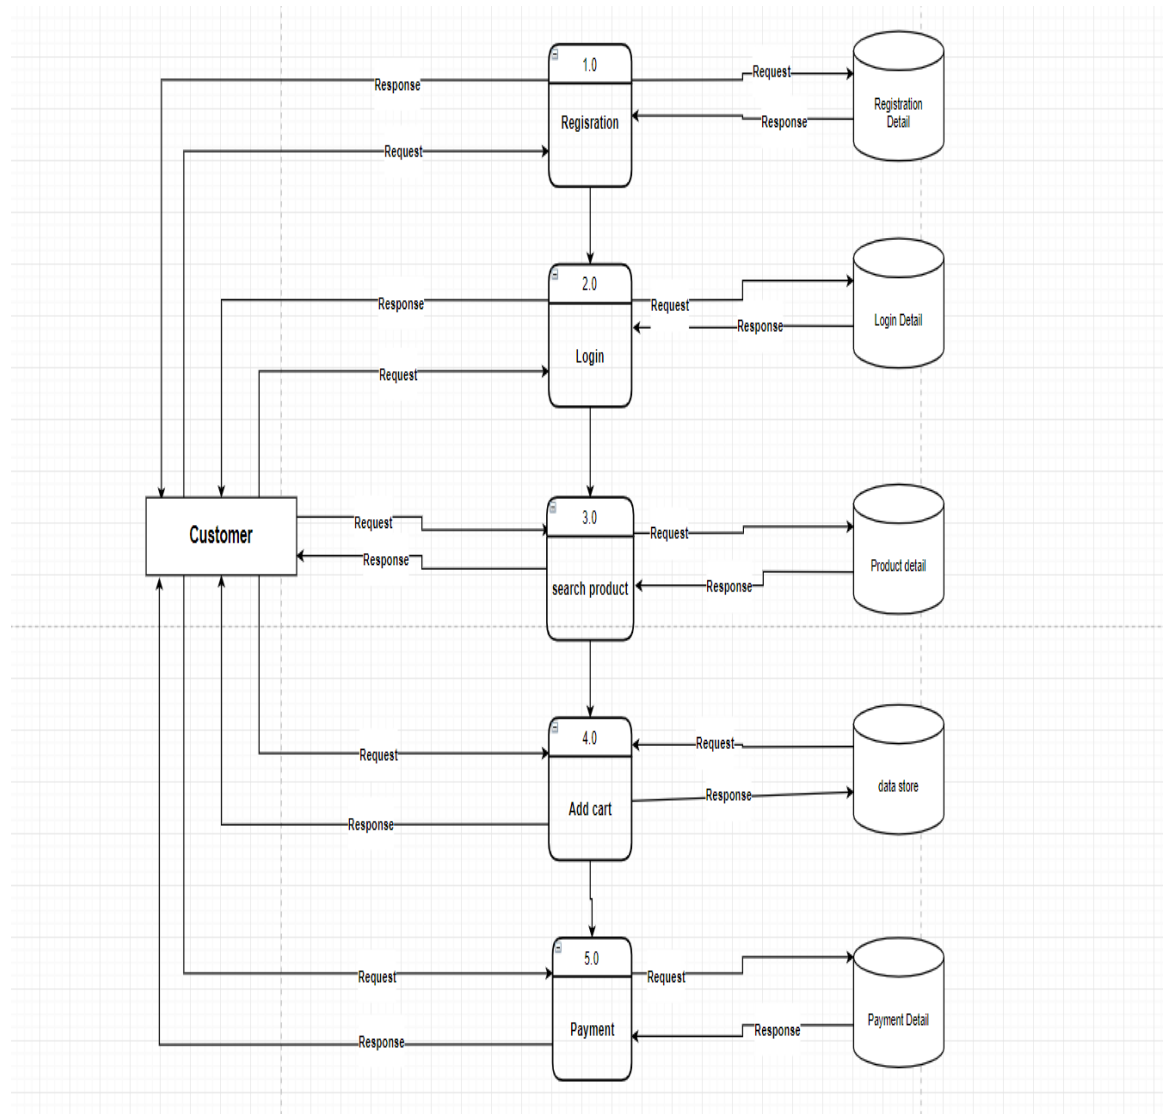 1.0
Response
Request
Registration
Detail
Regisration
Response
Request
2.0
Response
Request
Login Detail
Response
Login
Request
3.0
Customer
Request
Request
Response
Product detail
search product
Response
4.0
Request
Request
data store
Response
Add cart
Response
5.0
Request
Request
Payment Detail
Payment
Response
Response